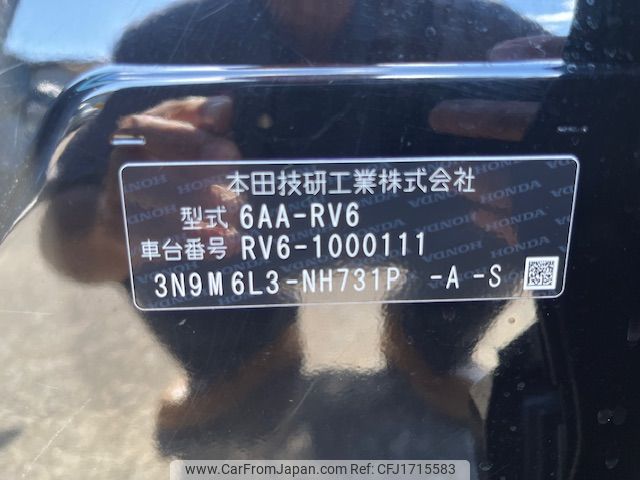 本田技研工業株式会社
型式 6AA-RV6
車台番号 RV6-1000111
3N9M6L3-NH731P -A-S
www.CarFromJapan.com | Ref No. CFJ1715583